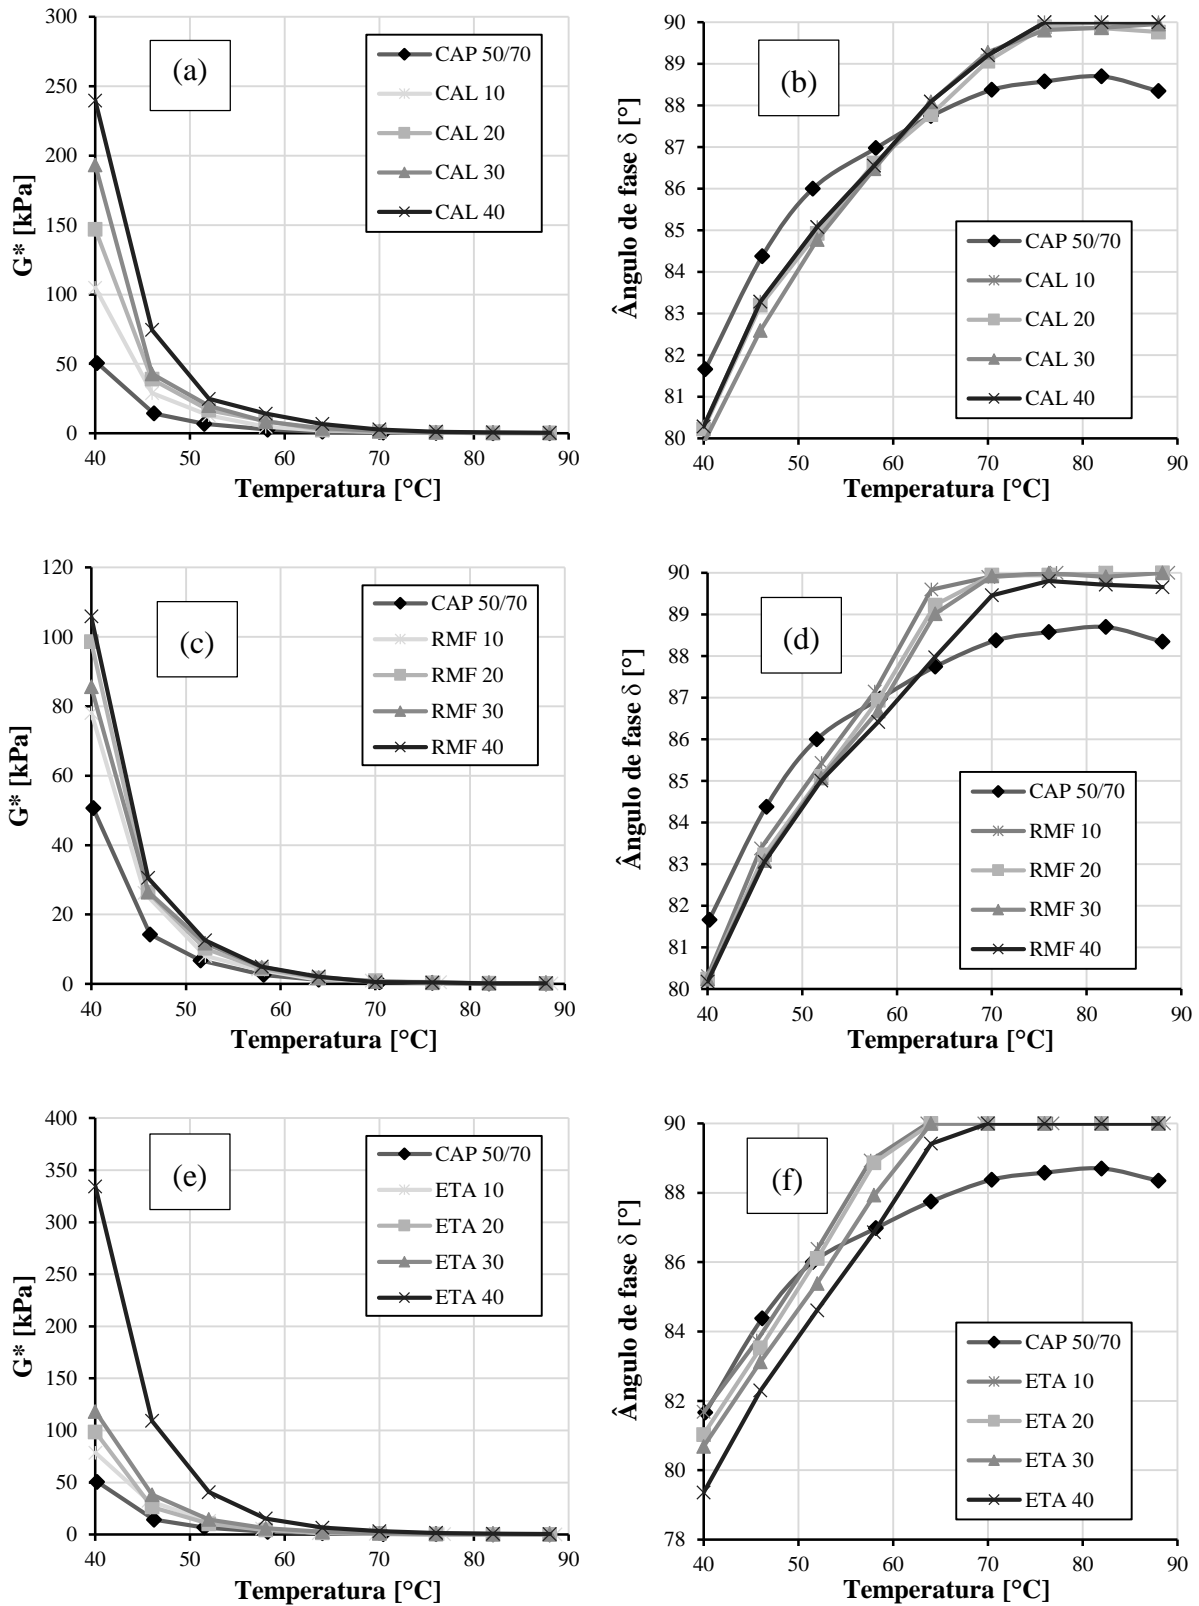 (a)
G* [kPa]
300
250
200
150
100
50
0
40 50 60 70 80 90
Temperatura [°C]
CAP 50/70
CAL 10
CAL 20
CAL 30
CAL 40
(b)
Ângulo de fase δ [°]
90
89
88
87
86
85
84
83
82
81
80
40 50 60 70 80 90
Temperatura [°C]
CAP 50/70
CAL 10
CAL 20
CAL 30
CAL 40
(c)
G* [kPa]
120
100
80
60
40
20
0
40 50 60 70 80 90
Temperatura [°C]
CAP 50/70
RMF 10
RMF 20
RMF 30
RMF 40
(d)
Ângulo de fase δ [°]
90
89
88
87
86
85
84
83
82
81
80
40 50 60 70 80 90
Temperatura [°C]
CAP 50/70
RMF 10
RMF 20
RMF 30
RMF 40
(e)
G* [kPa]
400
350
300
250
200
150
100
50
0
40 50 60 70 80 90
Temperatura [°C]
CAP 50/70
ETA 10
ETA 20
ETA 30
ETA 40
(f)
Ângulo de fase δ [°]
90
88
86
84
82
80
78
40 50 60 70 80 90
Temperatura [°C]
CAP 50/70
ETA 10
ETA 20
ETA 30
ETA 40